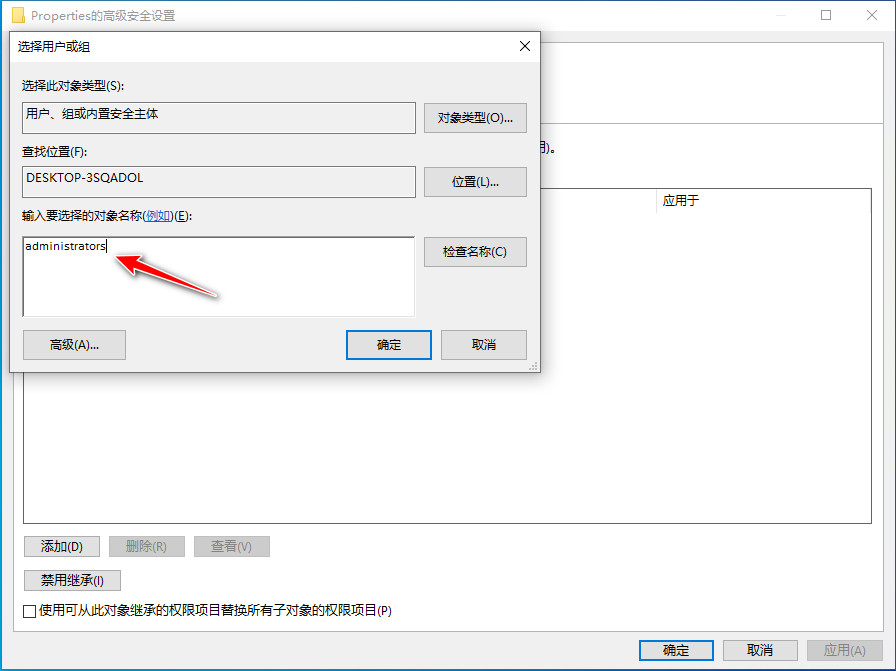 Properties的高级安全设置
选择用户或组
选择此对象类型(S):
用户、组或内置安全主体
对象类型(O)...
查找位置(F):
DESKTOP-3SQADOL
位置(L)...
输入要选择的对象名称(例如)(E):
administrators
检查名称(C)
高级(A)...
确定
取消
用)。
应用于
添加(D)
删除(R)
查看(V)
禁用继承(I)
使用可从此对象继承的权限项目替换所有子对象的权限项目(P)
确定
取消
应用(A)